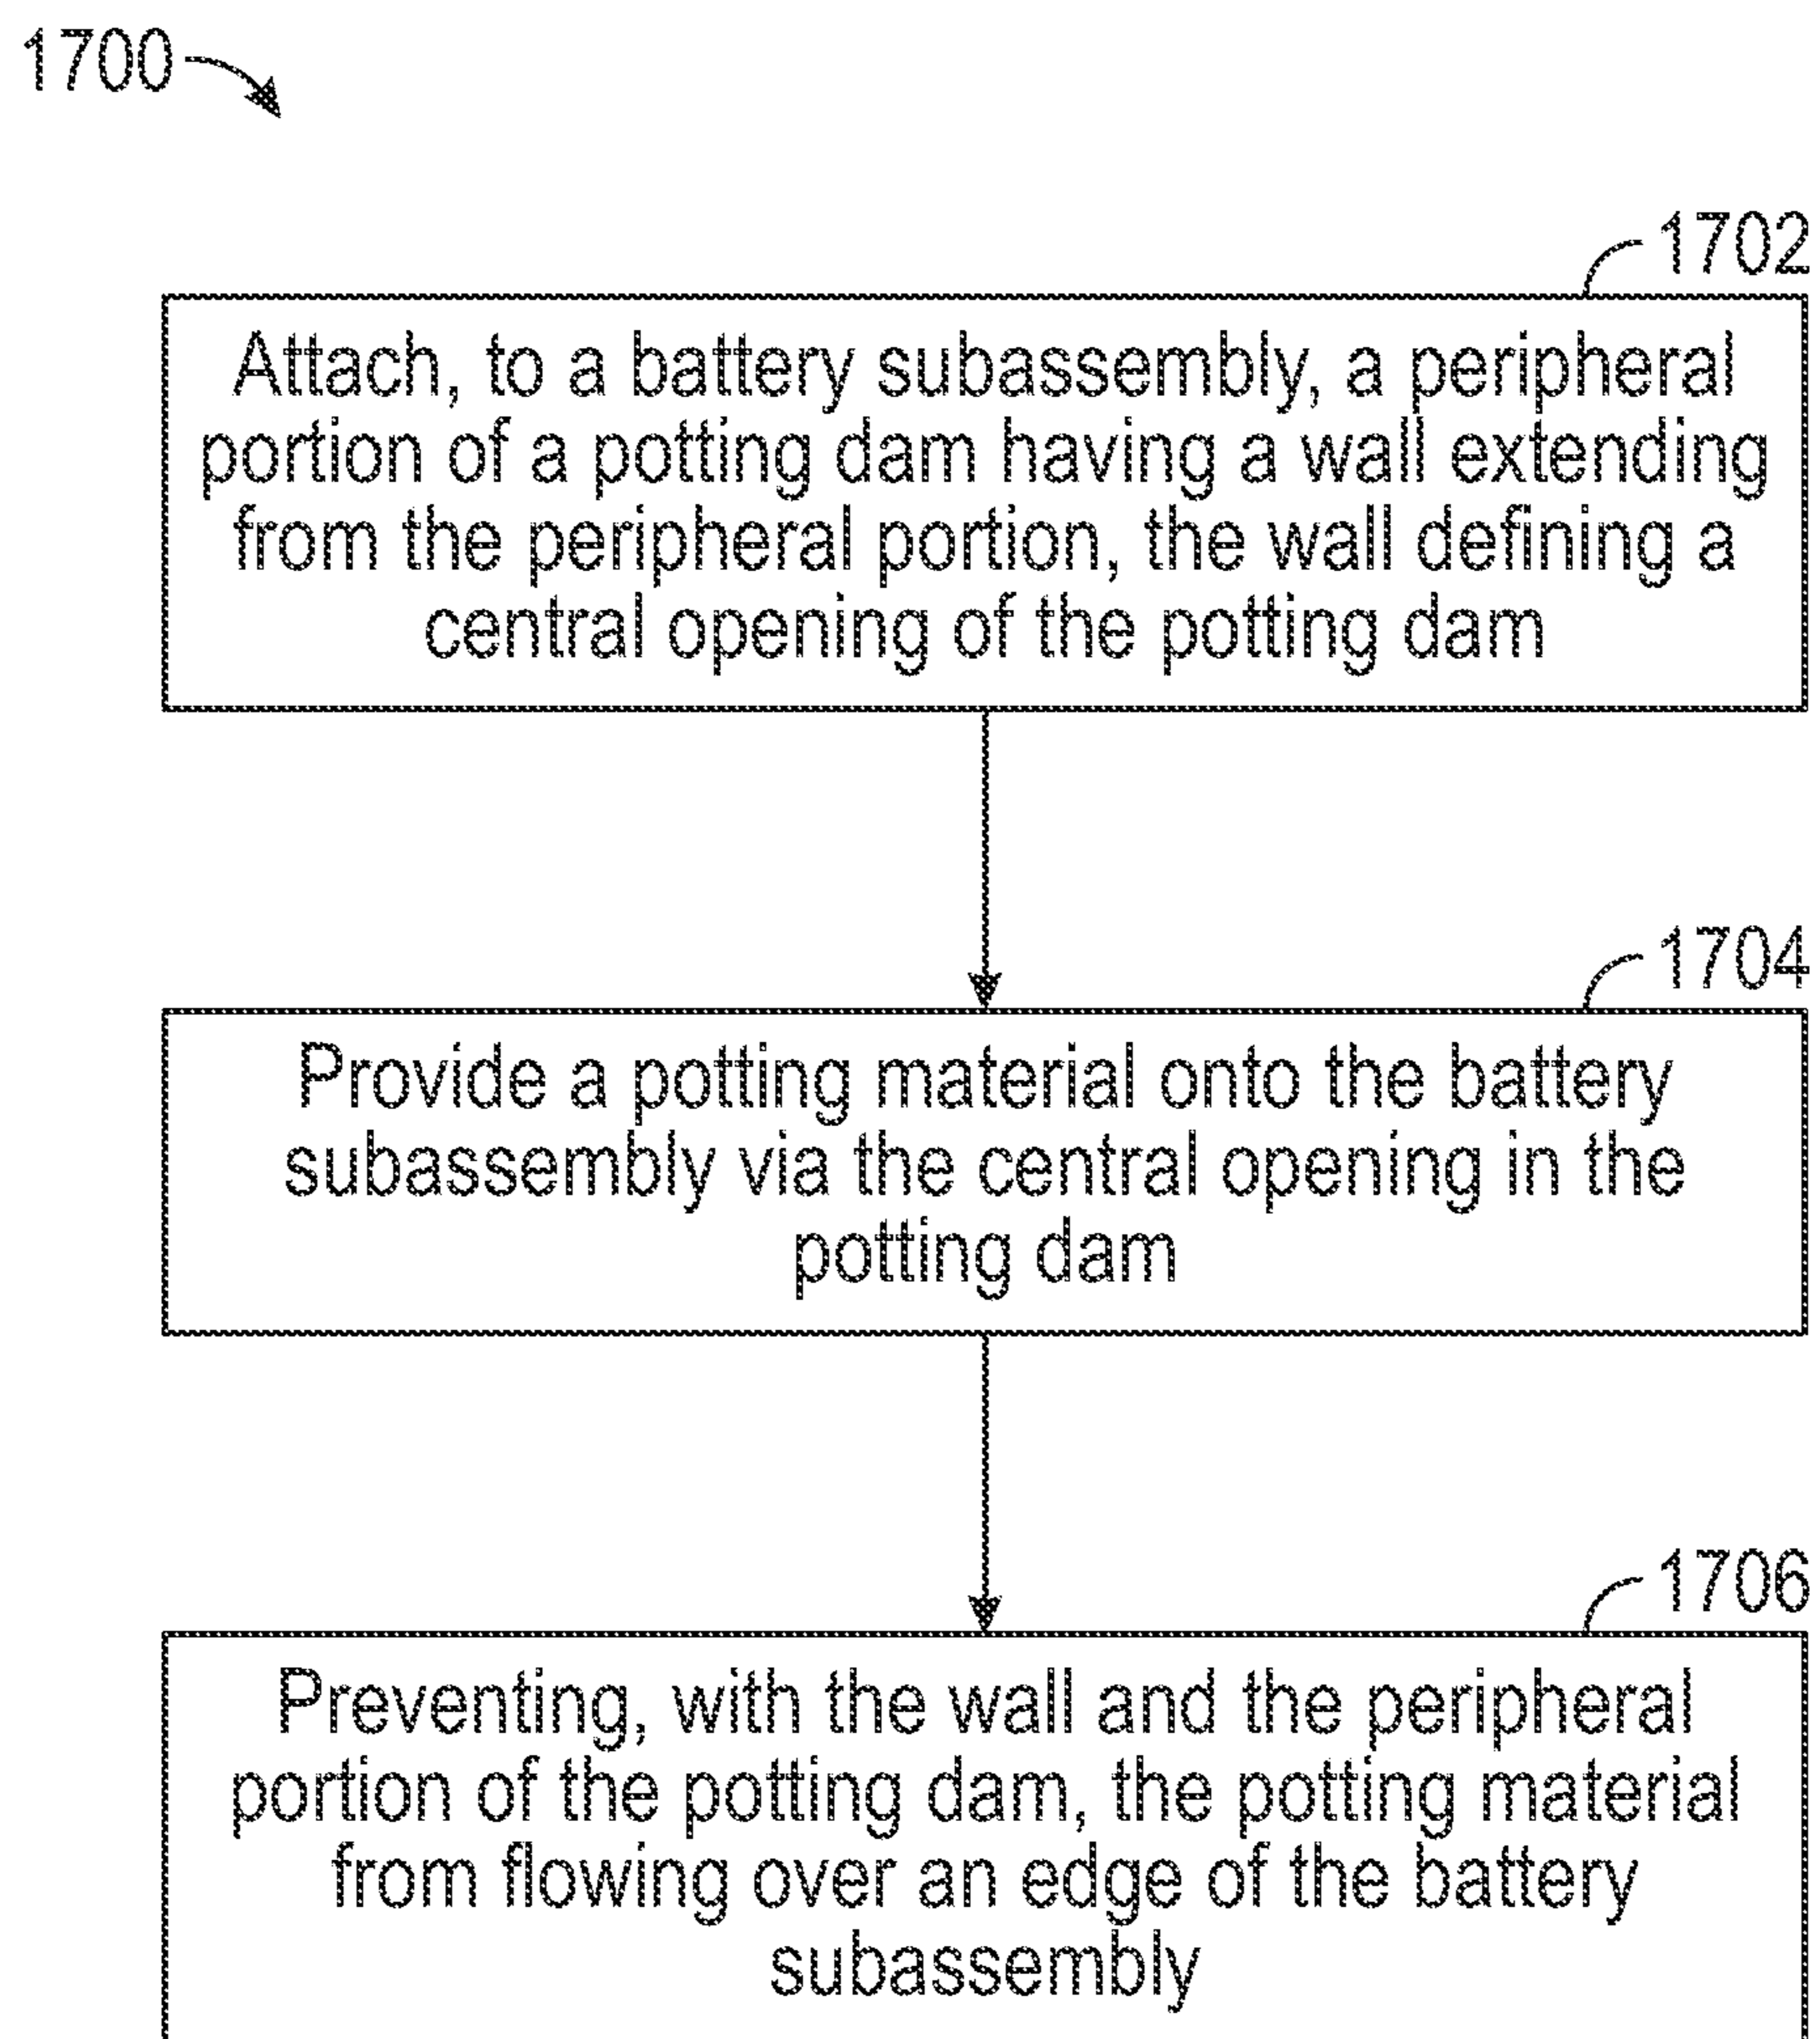 1700
1702
Attach, to a battery subassembly, a peripheral
portion of a potting dam having a wall extending
from the peripheral portion, the wall defining a
central opening of the potting dam
1704
Provide a potting material onto the battery
subassembly via the central opening in the
potting dam
1706
Preventing, with the wall and the peripheral
portion of the potting dam, the potting material
from flowing over an edge of the battery
subassembly